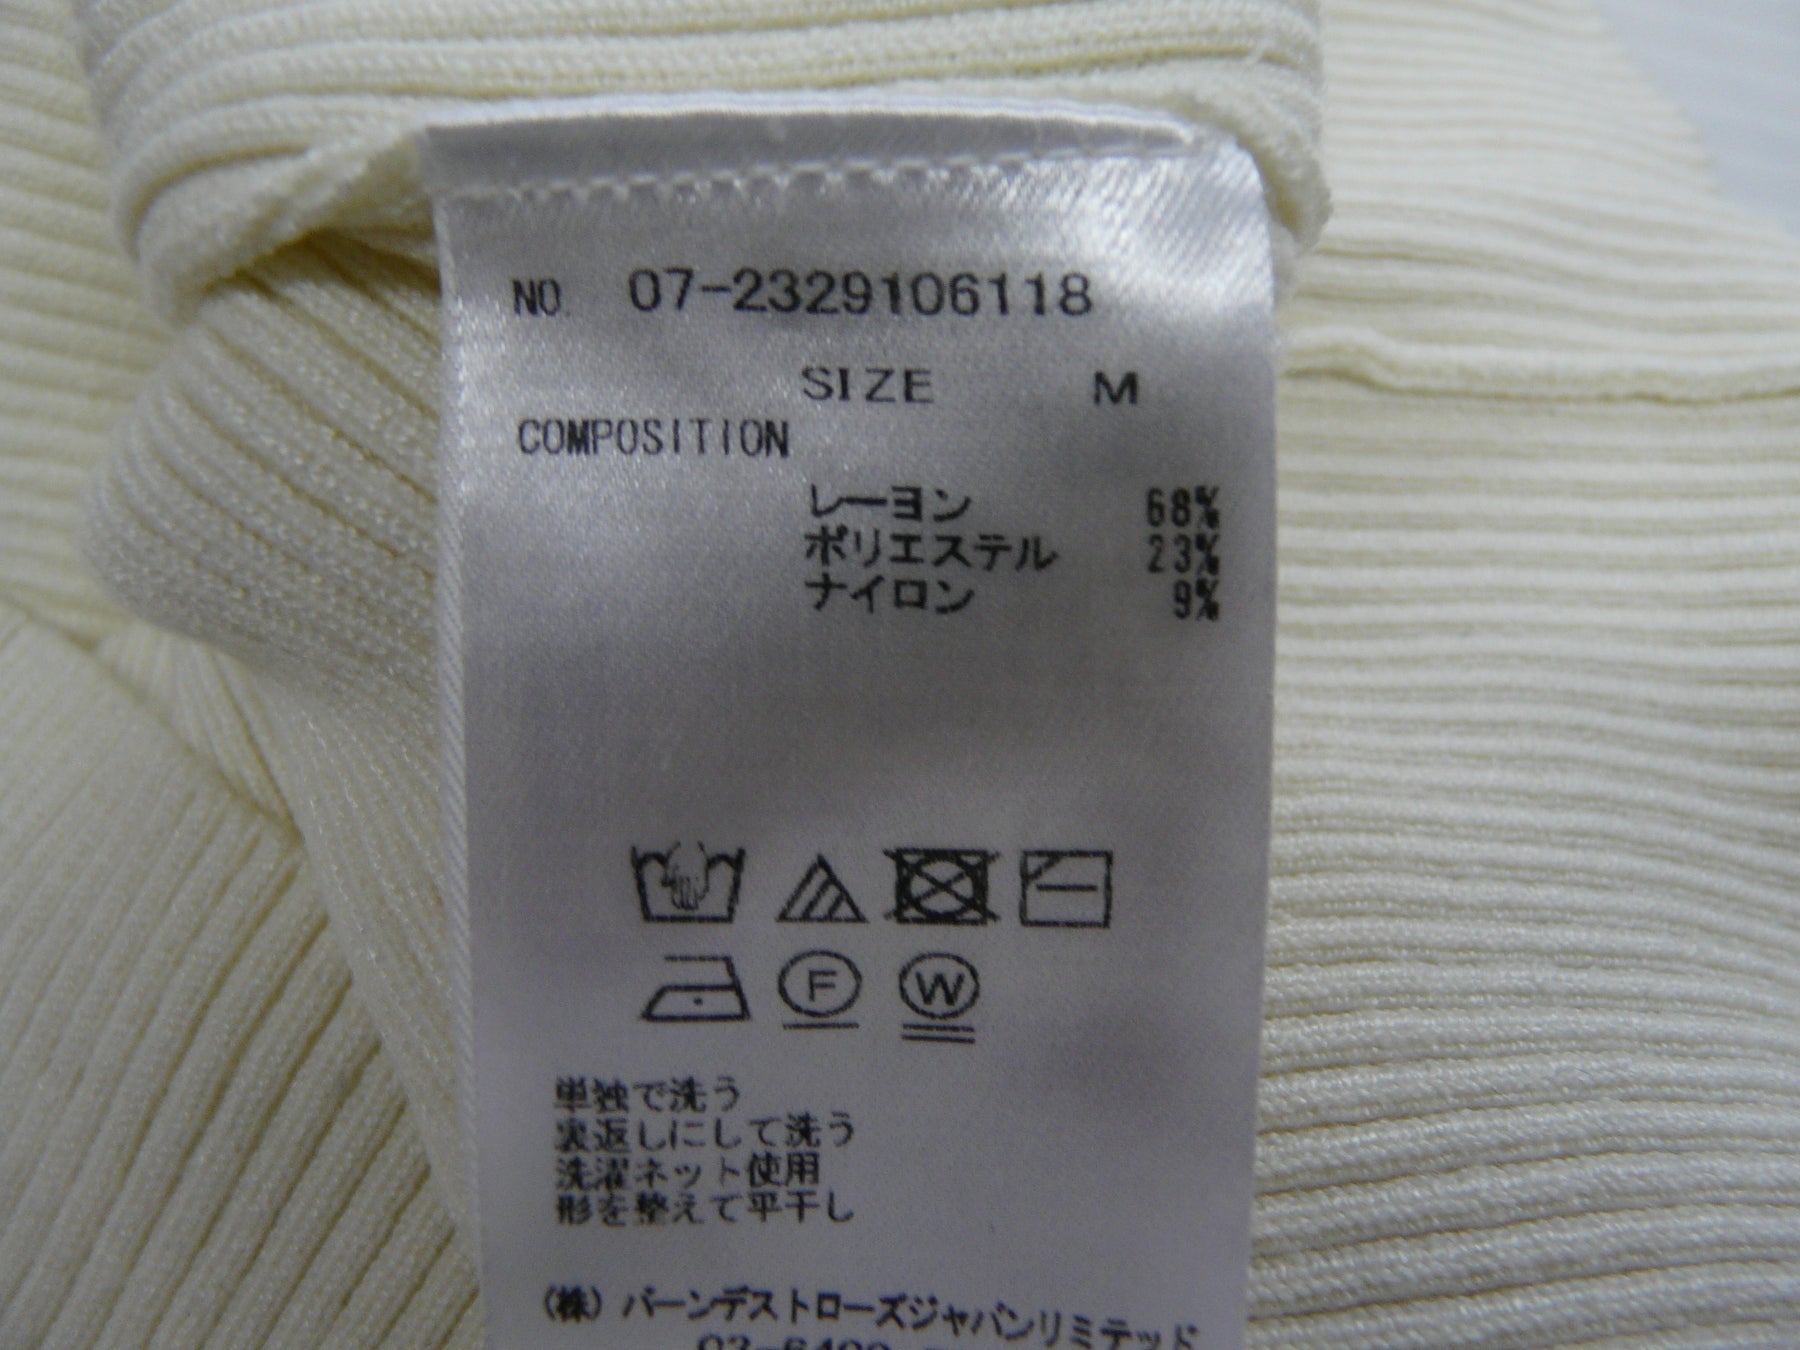 NO. 07-2329106118
SIZE M
COMPOSITION
レーヨン 68%
ポリエステル 23%
ナイロン 9%
F W
単独で洗う
裏返しにして洗う
洗濯ネット使用
形を整えて平干し
(株) バーンデストローズジャパンリミテッド